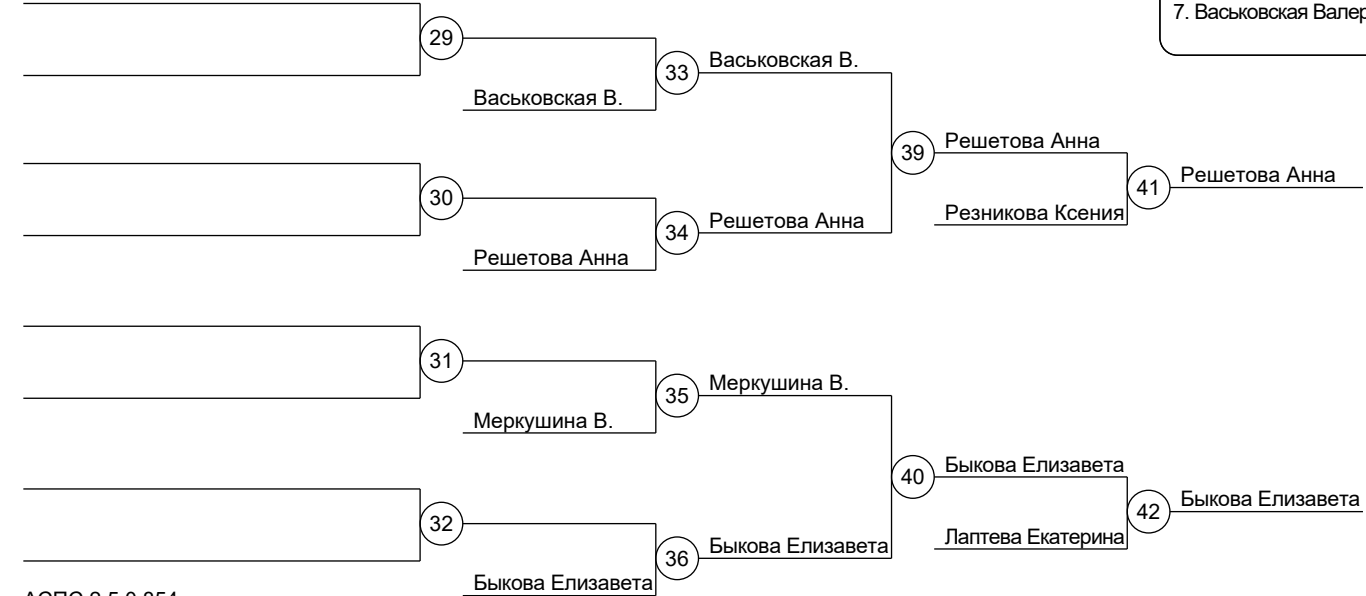 7. Васьковская Валер
29
33
Васьковская В.
Васьковская В.
39
Решетова Анна
41
Решетова Анна
30
34
Решетова Анна
Резникова Ксения
Решетова Анна
31
35
Меркушина В.
Меркушина В.
40
Быкова Елизавета
42
Быкова Елизавета
32
36
Быкова Елизавета
Лаптева Екатерина
Быкова Елизавета